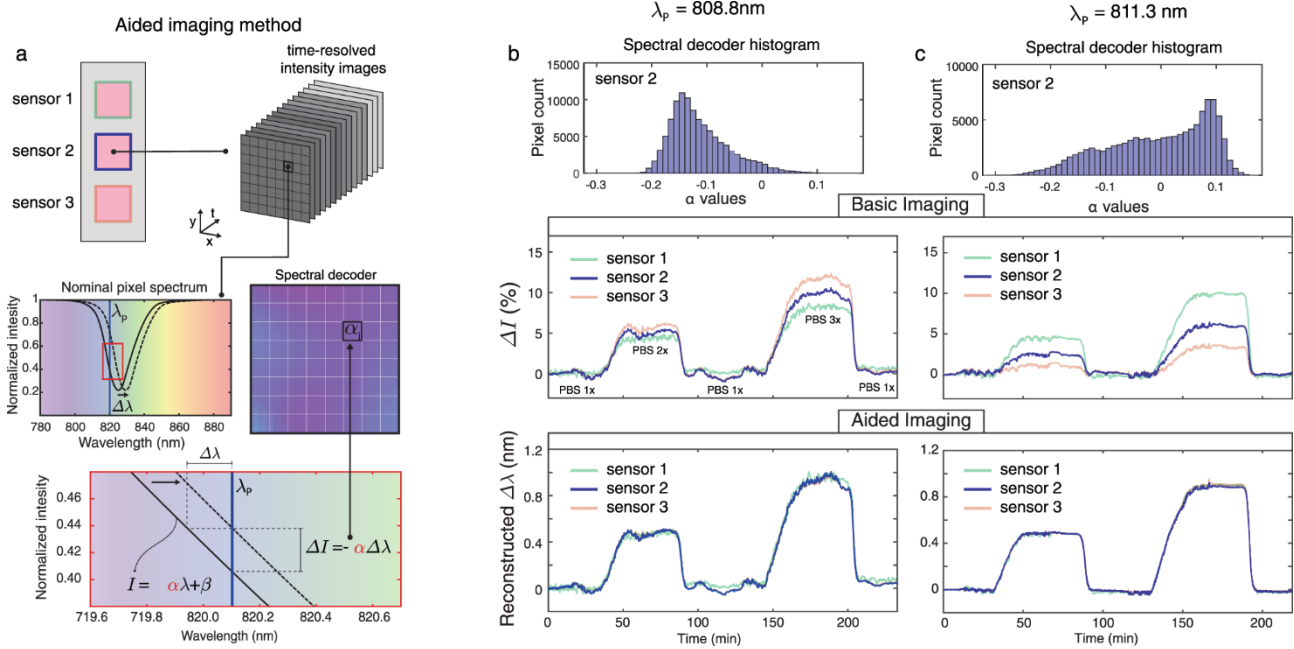 Aided imaging method
a
sensor 1
sensor 2
sensor 3
time-resolved
intensity images
y
t
x
Nominal pixel spectrum
Normalized intesity
1
0.8
0.6
0.4
0.2
λP
Δλ
780 800 820 840 860 880
Wavelength (nm)
Spectral decoder
α
Normalized intesity
0.46
0.44
0.42
0.40
Δλ
λP
ΔI =- αΔλ
I = αλ+β
719.6 719.8 820.0 820.2 820.4 820.6
Wavelength (nm)
λP = 808.8nm
b
Spectral decoder histogram
sensor 2
Pixel count
15000
10000
5000
0
-0.3 -0.2 -0.1 0 0.1
α values
λP = 811.3 nm
c
Spectral decoder histogram
sensor 2
Pixel count
10000
5000
0
-0.3 -0.2 -0.1 0 0.1
α values
Basic Imaging
ΔI (%)
15
10
5
0
sensor 1
sensor 2
sensor 3
PBS 1x
PBS 2x
PBS 1x
PBS 3x
PBS 1x
15
10
5
0
sensor 1
sensor 2
sensor 3
Aided Imaging
Reconstructed Δλ (nm)
1.2
0.8
0.4
0
sensor 1
sensor 2
sensor 3
0 50 100 150 200
Time (min)
1.2
0.8
0.4
0
sensor 1
sensor 2
sensor 3
0 50 100 150 200
Time (min)